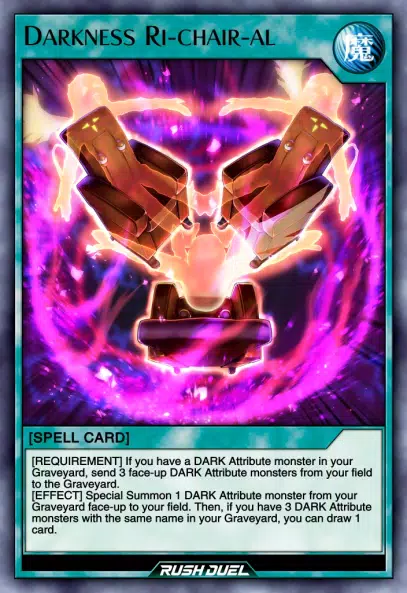 Darkness Ri-chair-al
魔
[SPELL CARD]
[REQUIREMENT] If you have a DARK Attribute monster in your
Graveyard, send 3 face-up DARK Attribute monsters from your field
to the Graveyard.
[EFFECT] Special Summon 1 DARK Attribute monster from your
Graveyard face-up to your field. Then, if you have 3 DARK Attribute
monsters with the same name in your Graveyard, you can draw 1
card.
RUSH DUEL